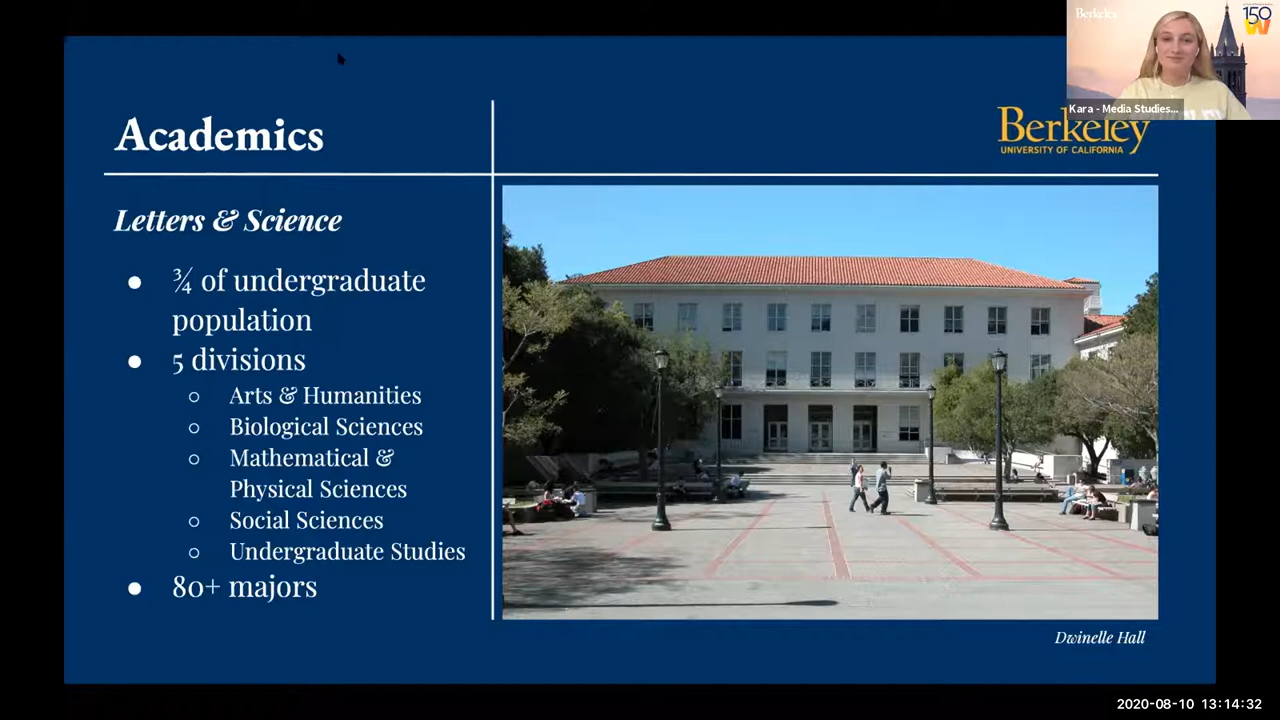 Berkeley
150
W
Kara - Media Studies...
Academics
Berkeley
UNIVERSITY OF CALIFORNIA
Letters & Science
● ¾ of undergraduate
population
● 5 divisions
○ Arts & Humanities
○ Biological Sciences
○ Mathematical &
Physical Sciences
○ Social Sciences
○ Undergraduate Studies
● 80+ majors
Dwinelle Hall
2020-08-10 13:14:32